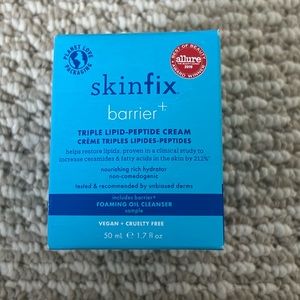 PLANET LOVE
PACKAGING
BEST OF BEAUTY
allure
AWARD WINNER
skinfix
barrier+
TRIPLE LIPID-PEPTIDE CREAM
CRÈME TRIPLES LIPIDES-PEPTIDES
helps restore lipids, proven in a clinical study to
increase ceramides & fatty acids in the skin by 212%*
nourishing rich hydrator
non-comedogenic
tested & recommended by unbiased derms
includes barrier+
FOAMING OIL CLEANSER
sample
VEGAN + CRUELTY FREE
50 mL ℮ 1.7 fl oz